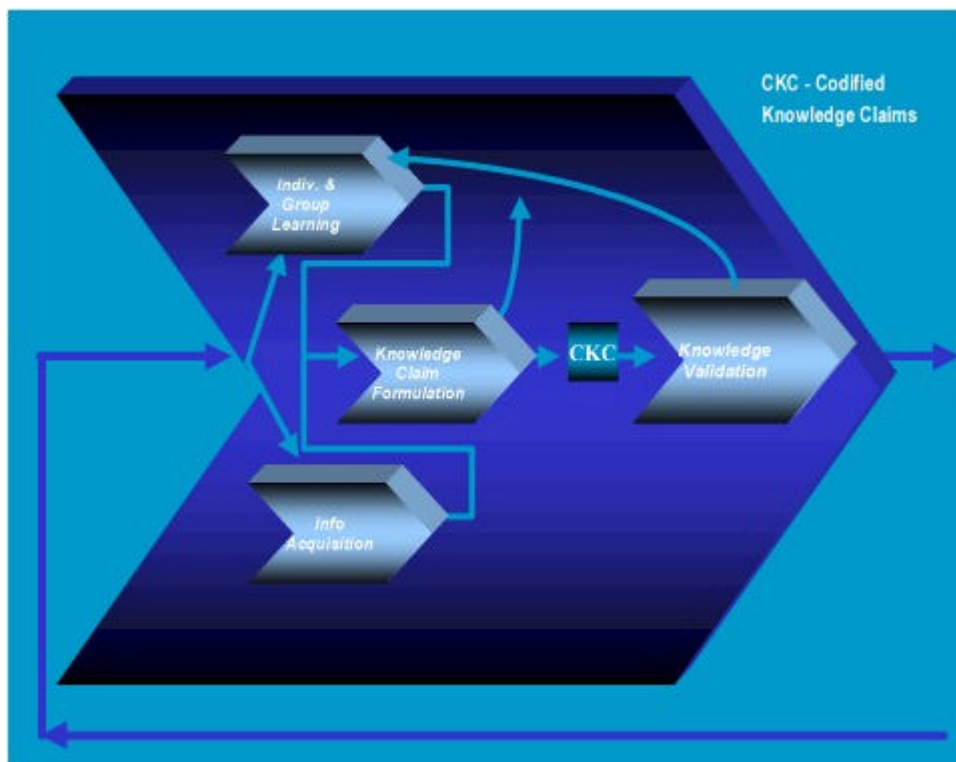 CKC - Codified
Knowledge Claims
Indiv. &
Group
Learning
Knowledge
Claim
Formulation
CKC
Knowledge
Validation
Info
Acquisition